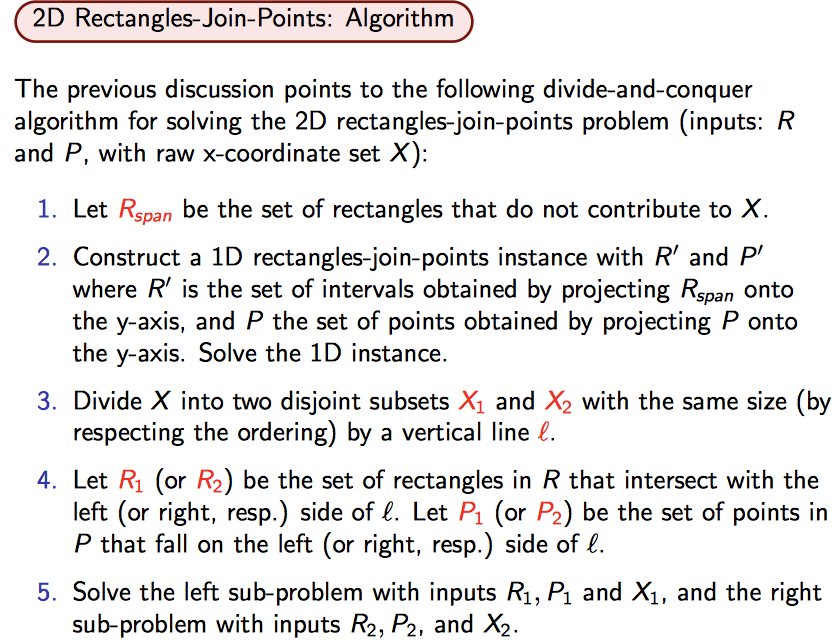 2D Rectangles-Join-Points: Algorithm
The previous discussion points to the following divide-and-conquer
algorithm for solving the 2D rectangles-join-points problem (inputs: R
and P, with raw x-coordinate set X):
1. Let R_span be the set of rectangles that do not contribute to X.
2. Construct a 1D rectangles-join-points instance with R′ and P′
where R′ is the set of intervals obtained by projecting R_span onto
the y-axis, and P the set of points obtained by projecting P onto
the y-axis. Solve the 1D instance.
3. Divide X into two disjoint subsets X₁ and X₂ with the same size (by
respecting the ordering) by a vertical line ℓ.
4. Let R₁ (or R₂) be the set of rectangles in R that intersect with the
left (or right, resp.) side of ℓ. Let P₁ (or P₂) be the set of points in
P that fall on the left (or right, resp.) side of ℓ.
5. Solve the left sub-problem with inputs R₁, P₁ and X₁, and the right
sub-problem with inputs R₂, P₂, and X₂.